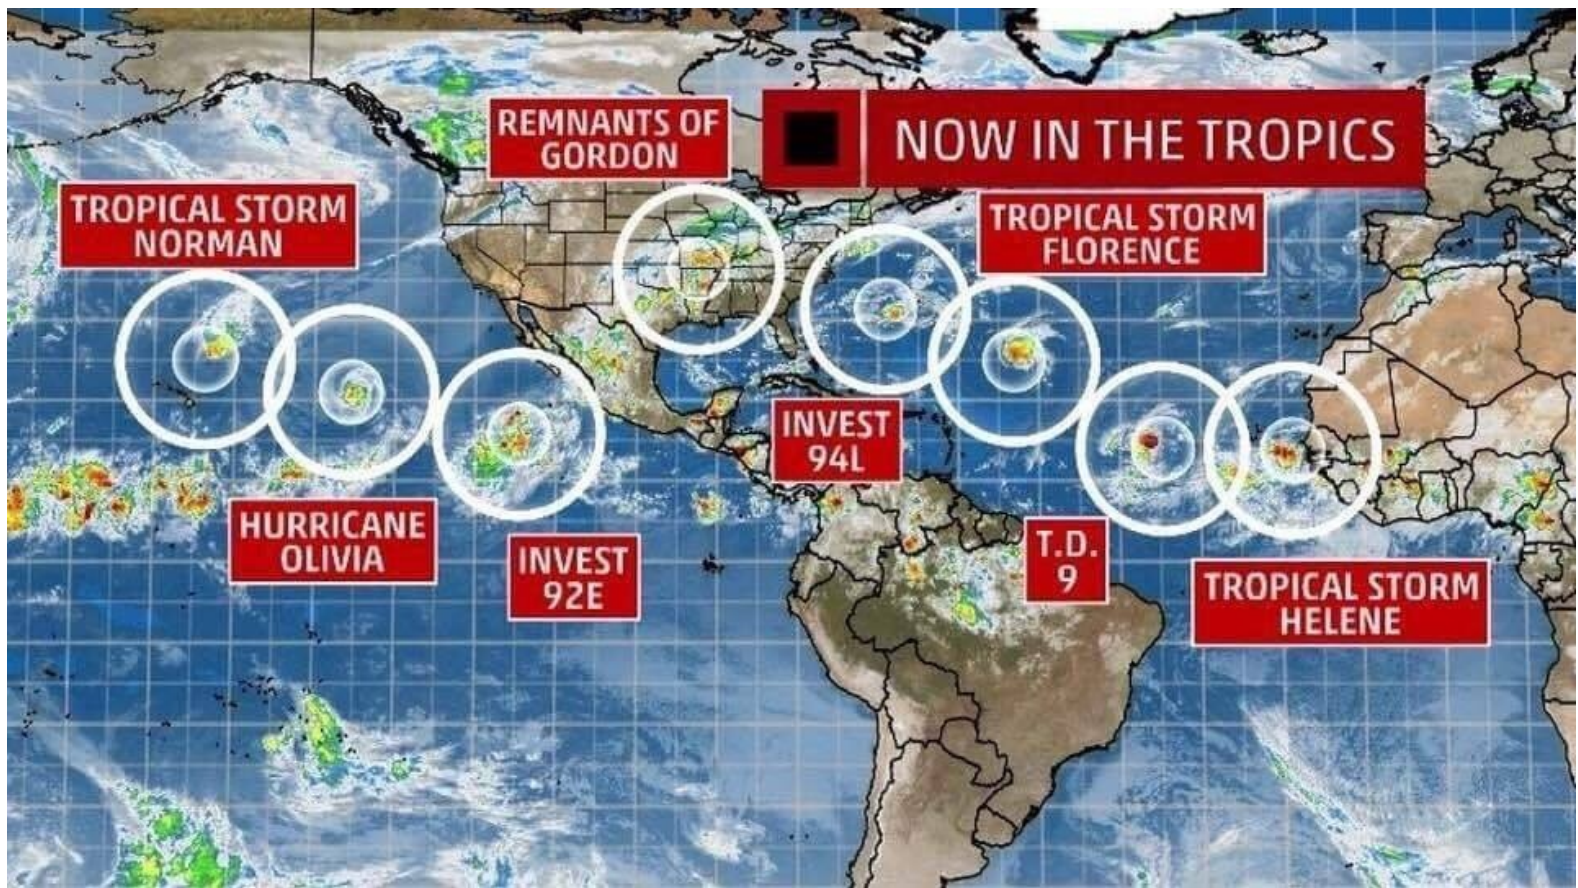 REMNANTS OF
GORDON
NOW IN THE TROPICS
TROPICAL STORM
NORMAN
TROPICAL STORM
FLORENCE
INVEST
94L
HURRICANE
OLIVIA
INVEST
92E
T.D.
9
TROPICAL STORM
HELENE